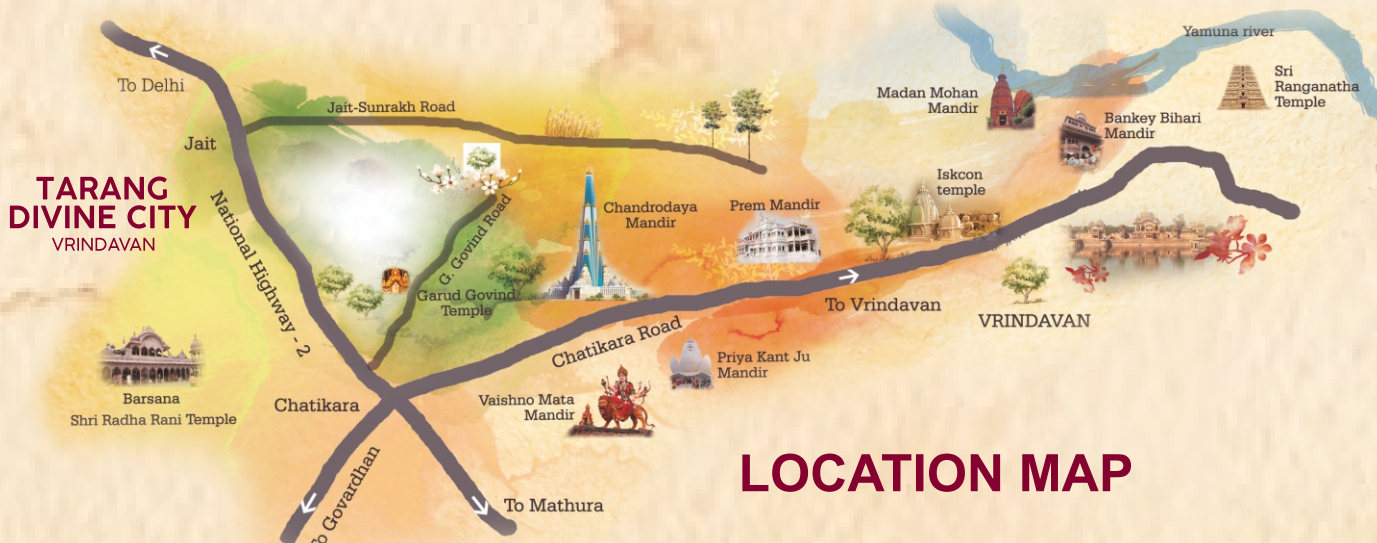 Yamuna river
To Delhi
Jait-Sunrakh Road
Madan Mohan
Mandir
Sri
Ranganatha
Temple
Bankey Bihari
Mandir
Jait
TARANG
DIVINE CITY
VRINDAVAN
National Highway - 2
G. Govind Road
Garud Govind
Temple
Chandrodaya
Mandir
Prem Mandir
Iskcon
temple
To Vrindavan
VRINDAVAN
Chatikara Road
Priya Kant Ju
Mandir
Vaishno Mata
Mandir
Barsana
Shri Radha Rani Temple
Chatikara
To Govardhan
To Mathura
LOCATION MAP